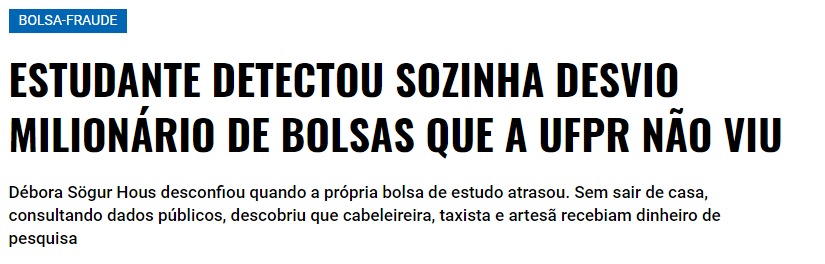 BOLSA-FRAUDE
ESTUDANTE DETECTOU SOZINHA DESVIO
MILIONÁRIO DE BOLSAS QUE A UFPR NÃO VIU
Débora Sögur Hous desconfiou quando a própria bolsa de estudo atrasou. Sem sair de casa,
consultando dados públicos, descobriu que cabeleireira, taxista e artesã recebiam dinheiro de
pesquisa